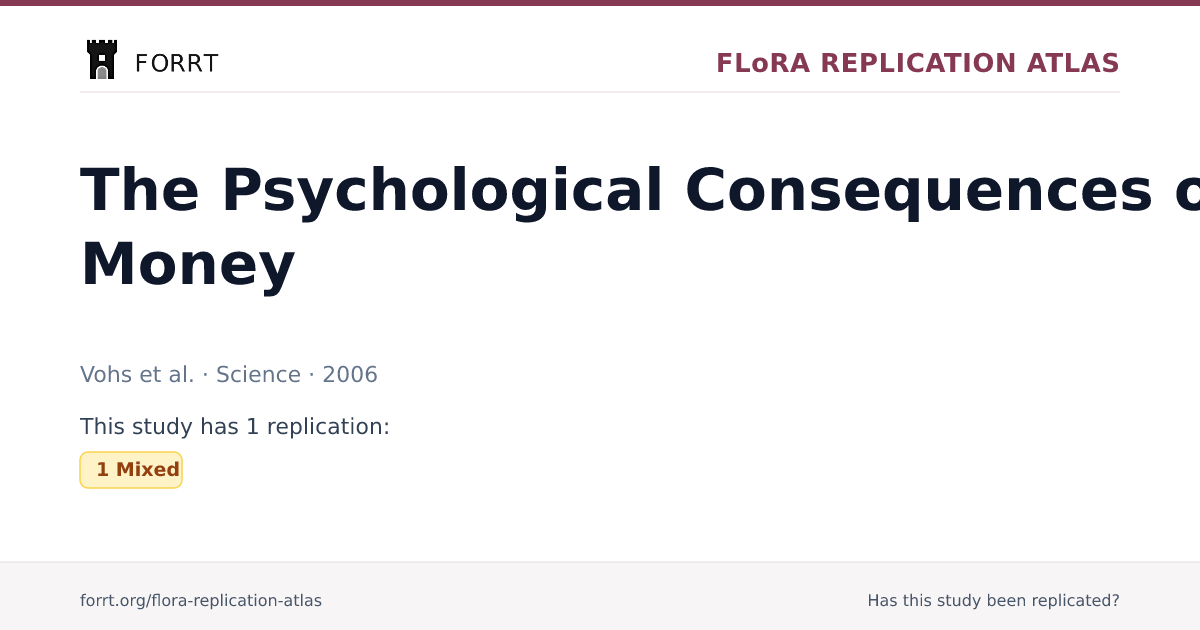 FORRT
FLoRA REPLICATION ATLAS
The Psychological Consequences o
Money
Vohs et al. · Science · 2006
This study has 1 replication:
1 Mixed
forrt.org/flora-replication-atlas
Has this study been replicated?